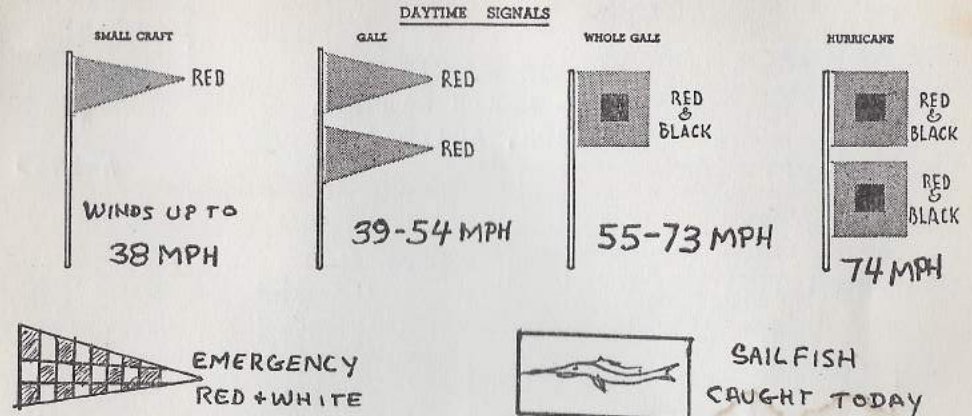 DAYTIME SIGNALS
SMALL CRAFT
RED
WINDS UP TO
38 MPH
GALE
RED
RED
39-54 MPH
WHOLE GALE
RED
&
BLACK
55-73 MPH
HURRICANE
RED
&
BLACK
RED
&
BLACK
74 MPH
EMERGENCY
RED + WHITE
SAILFISH
CAUGHT TODAY